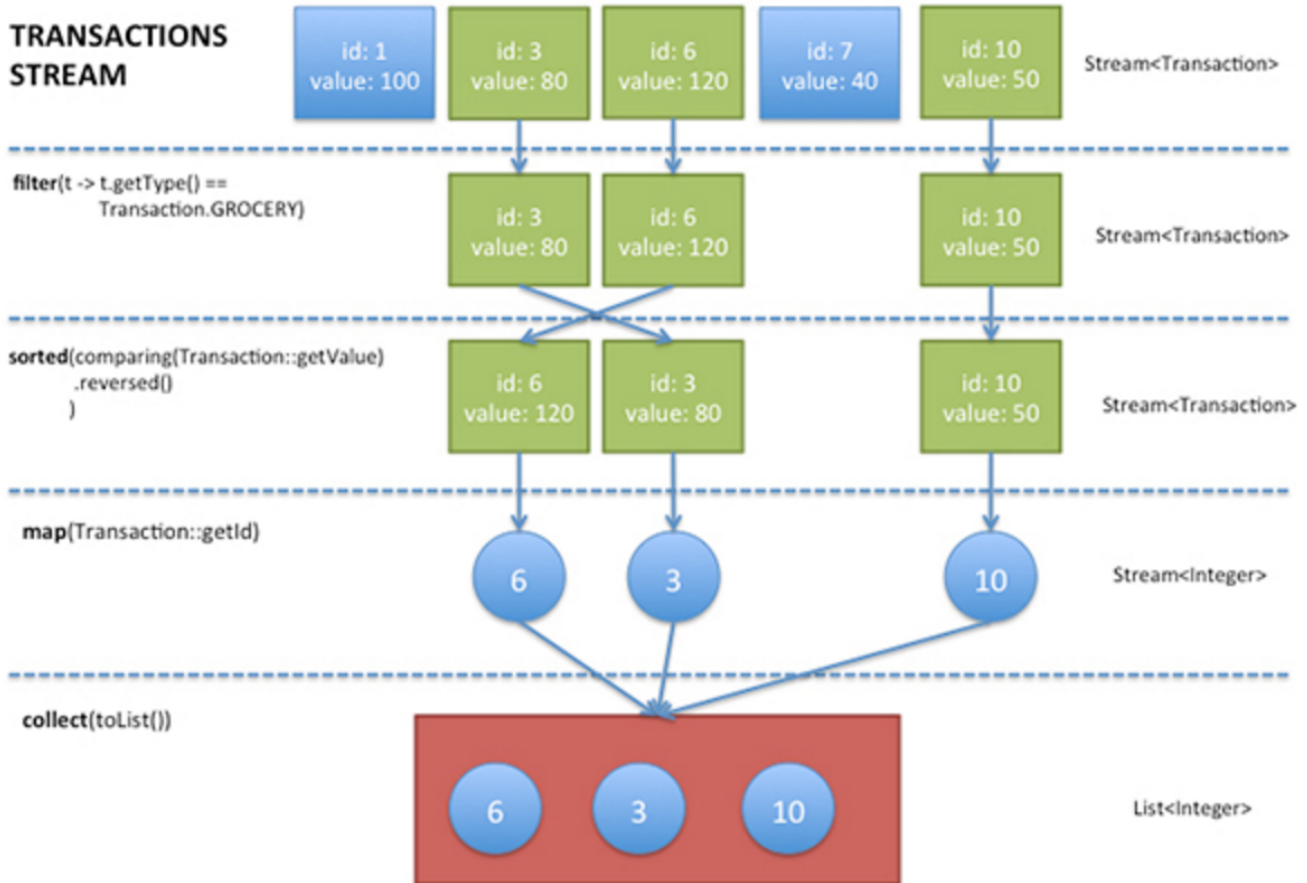 TRANSACTIONS
STREAM
id: 1
value: 100
id: 3
value: 80
id: 6
value: 120
id: 7
value: 40
id: 10
value: 50
Stream<Transaction>
filter(t -> t.getType() ==
Transaction.GROCERY)
id: 3
value: 80
id: 6
value: 120
id: 10
value: 50
Stream<Transaction>
sorted(comparing(Transaction::getValue)
.reversed()
)
id: 6
value: 120
id: 3
value: 80
id: 10
value: 50
Stream<Transaction>
map(Transaction::getId)
6
3
10
Stream<Integer>
collect(toList())
6
3
10
List<Integer>